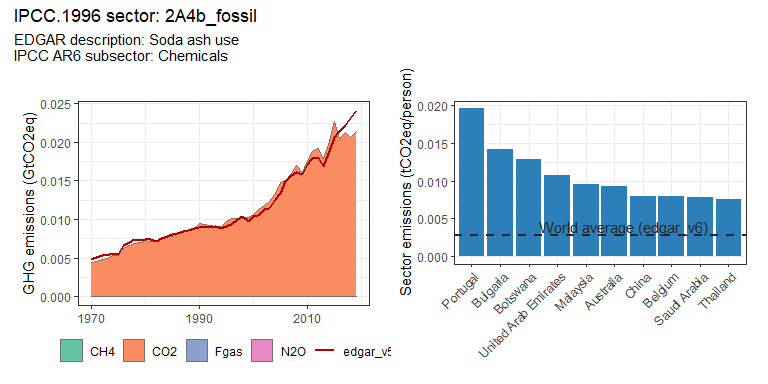 IPCC.1996 sector: 2A4b_fossil
EDGAR description: Soda ash use
IPCC AR6 subsector: Chemicals
GHG emissions (GtCO2eq)
0.025
0.020
0.015
0.010
0.005
0.000
1970
1990
2010
CH4
CO2
Fgas
N2O
edgar_v6
Sector emissions (tCO2eq/person)
0.020
0.015
0.010
0.005
0.000
World average (edgar_v6)
Portugal
Bulgaria
Botswana
United Arab Emirates
Malaysia
Australia
China
Belgium
Saudi Arabia
Thailand